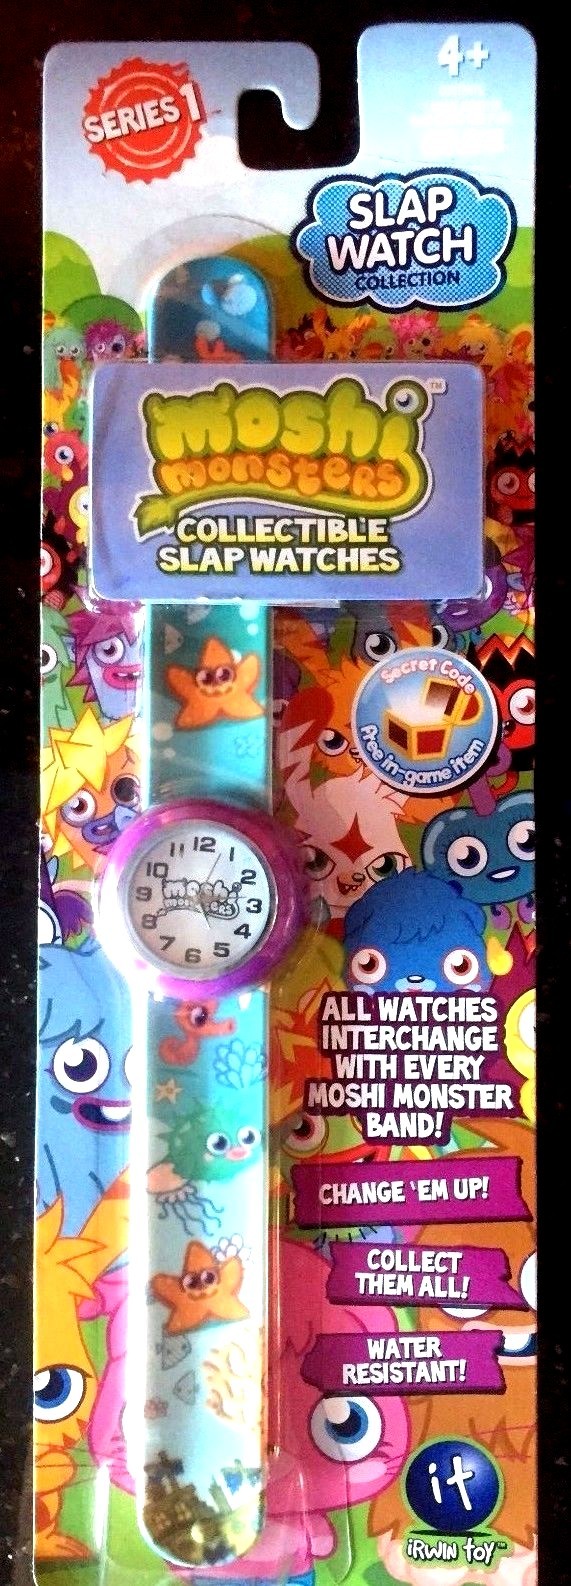 4+
SERIES 1
SLAP
WATCH
COLLECTION
moshi TM
monsters
COLLECTIBLE
SLAP WATCHES
Secret Code
Free in-game item
12
11 1
10 2
9 moshi monsters 3
8 4
7 5
6
ALL WATCHES
INTERCHANGE
WITH EVERY
MOSHI MONSTER
BAND!
CHANGE 'EM UP!
COLLECT
THEM ALL!
WATER
RESISTANT!
it
iRWIN tOY™